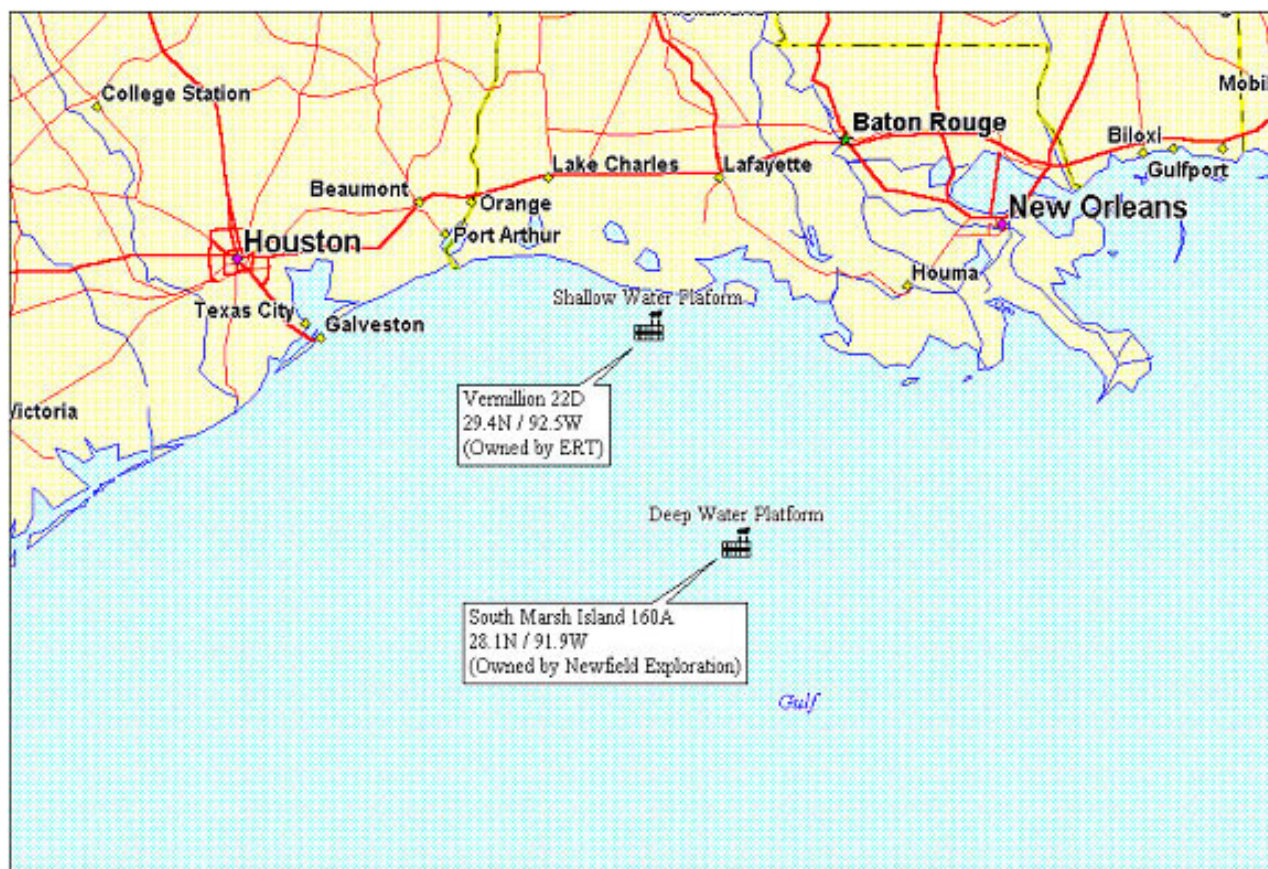 College Station
Mobil
Baton Rouge
Biloxi
Gulfport
Lake Charles
Lafayette
Beaumont
Orange
New Orleans
Port Arthur
Houston
Houma
Shallow Water Plaform
Texas City
Galveston
Vermillion 22D
29.4N / 92.5W
(Owned by ERT)
Victoria
Deep Water Platform
South Marsh Island 160A
28.1N / 91.9W
(Owned by Newfield Exploration)
Gulf